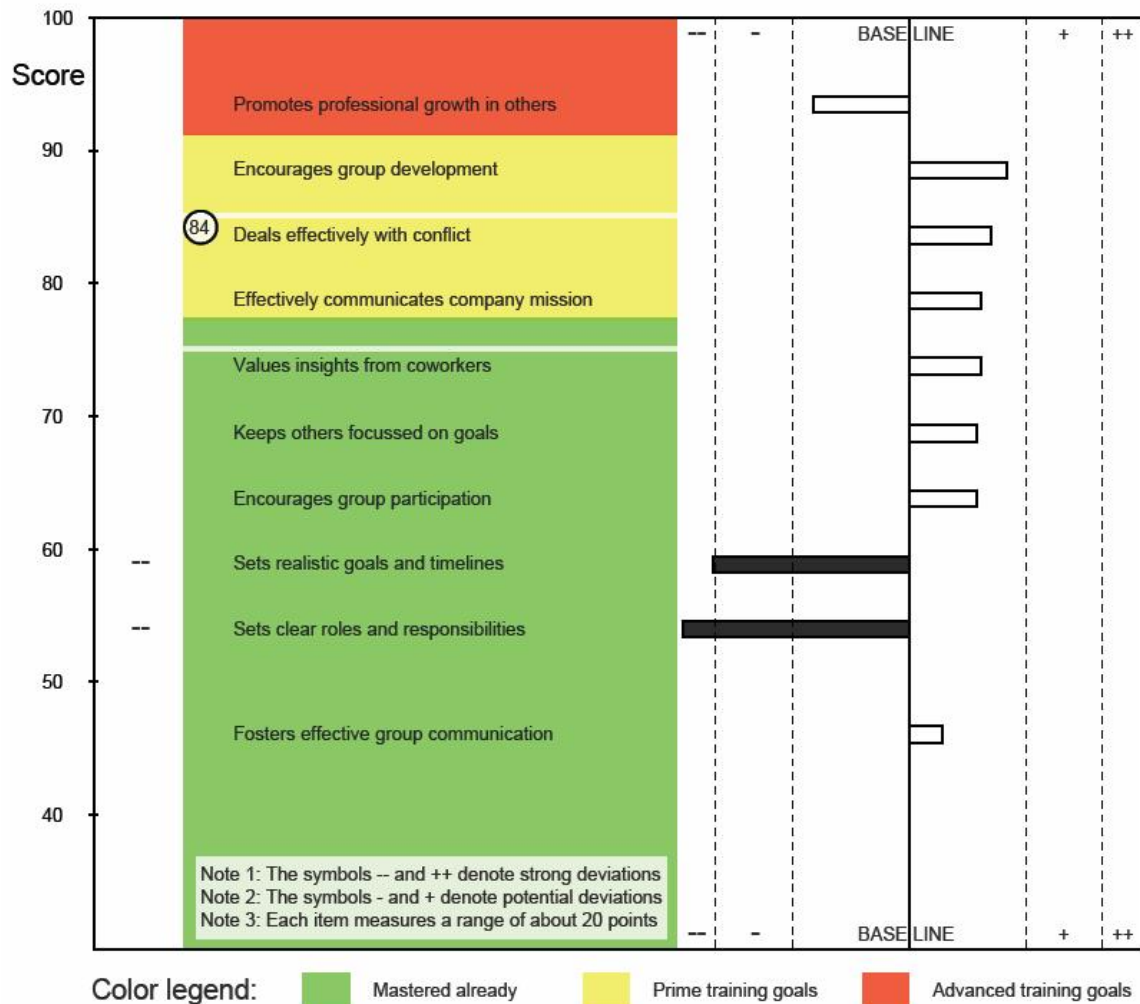 100
-- - BASE LINE + ++
Score
Promotes professional growth in others
90
Encourages group development
84
Deals effectively with conflict
80
Effectively communicates company mission
Values insights from coworkers
70
Keeps others focussed on goals
Encourages group participation
60
-- Sets realistic goals and timelines
-- Sets clear roles and responsibilities
50
Fosters effective group communication
40
Note 1: The symbols -- and ++ denote strong deviations
Note 2: The symbols - and + denote potential deviations
Note 3: Each item measures a range of about 20 points
-- - BASE LINE + ++
Color legend: Mastered already Prime training goals Advanced training goals